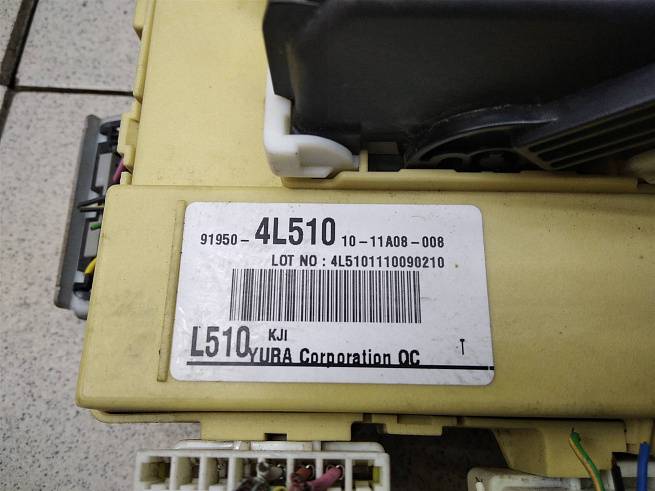 91950- 4L510 10-11A08-008
LOT NO : 4L5101110090210
L510 KJI
YURA Corporation QC T